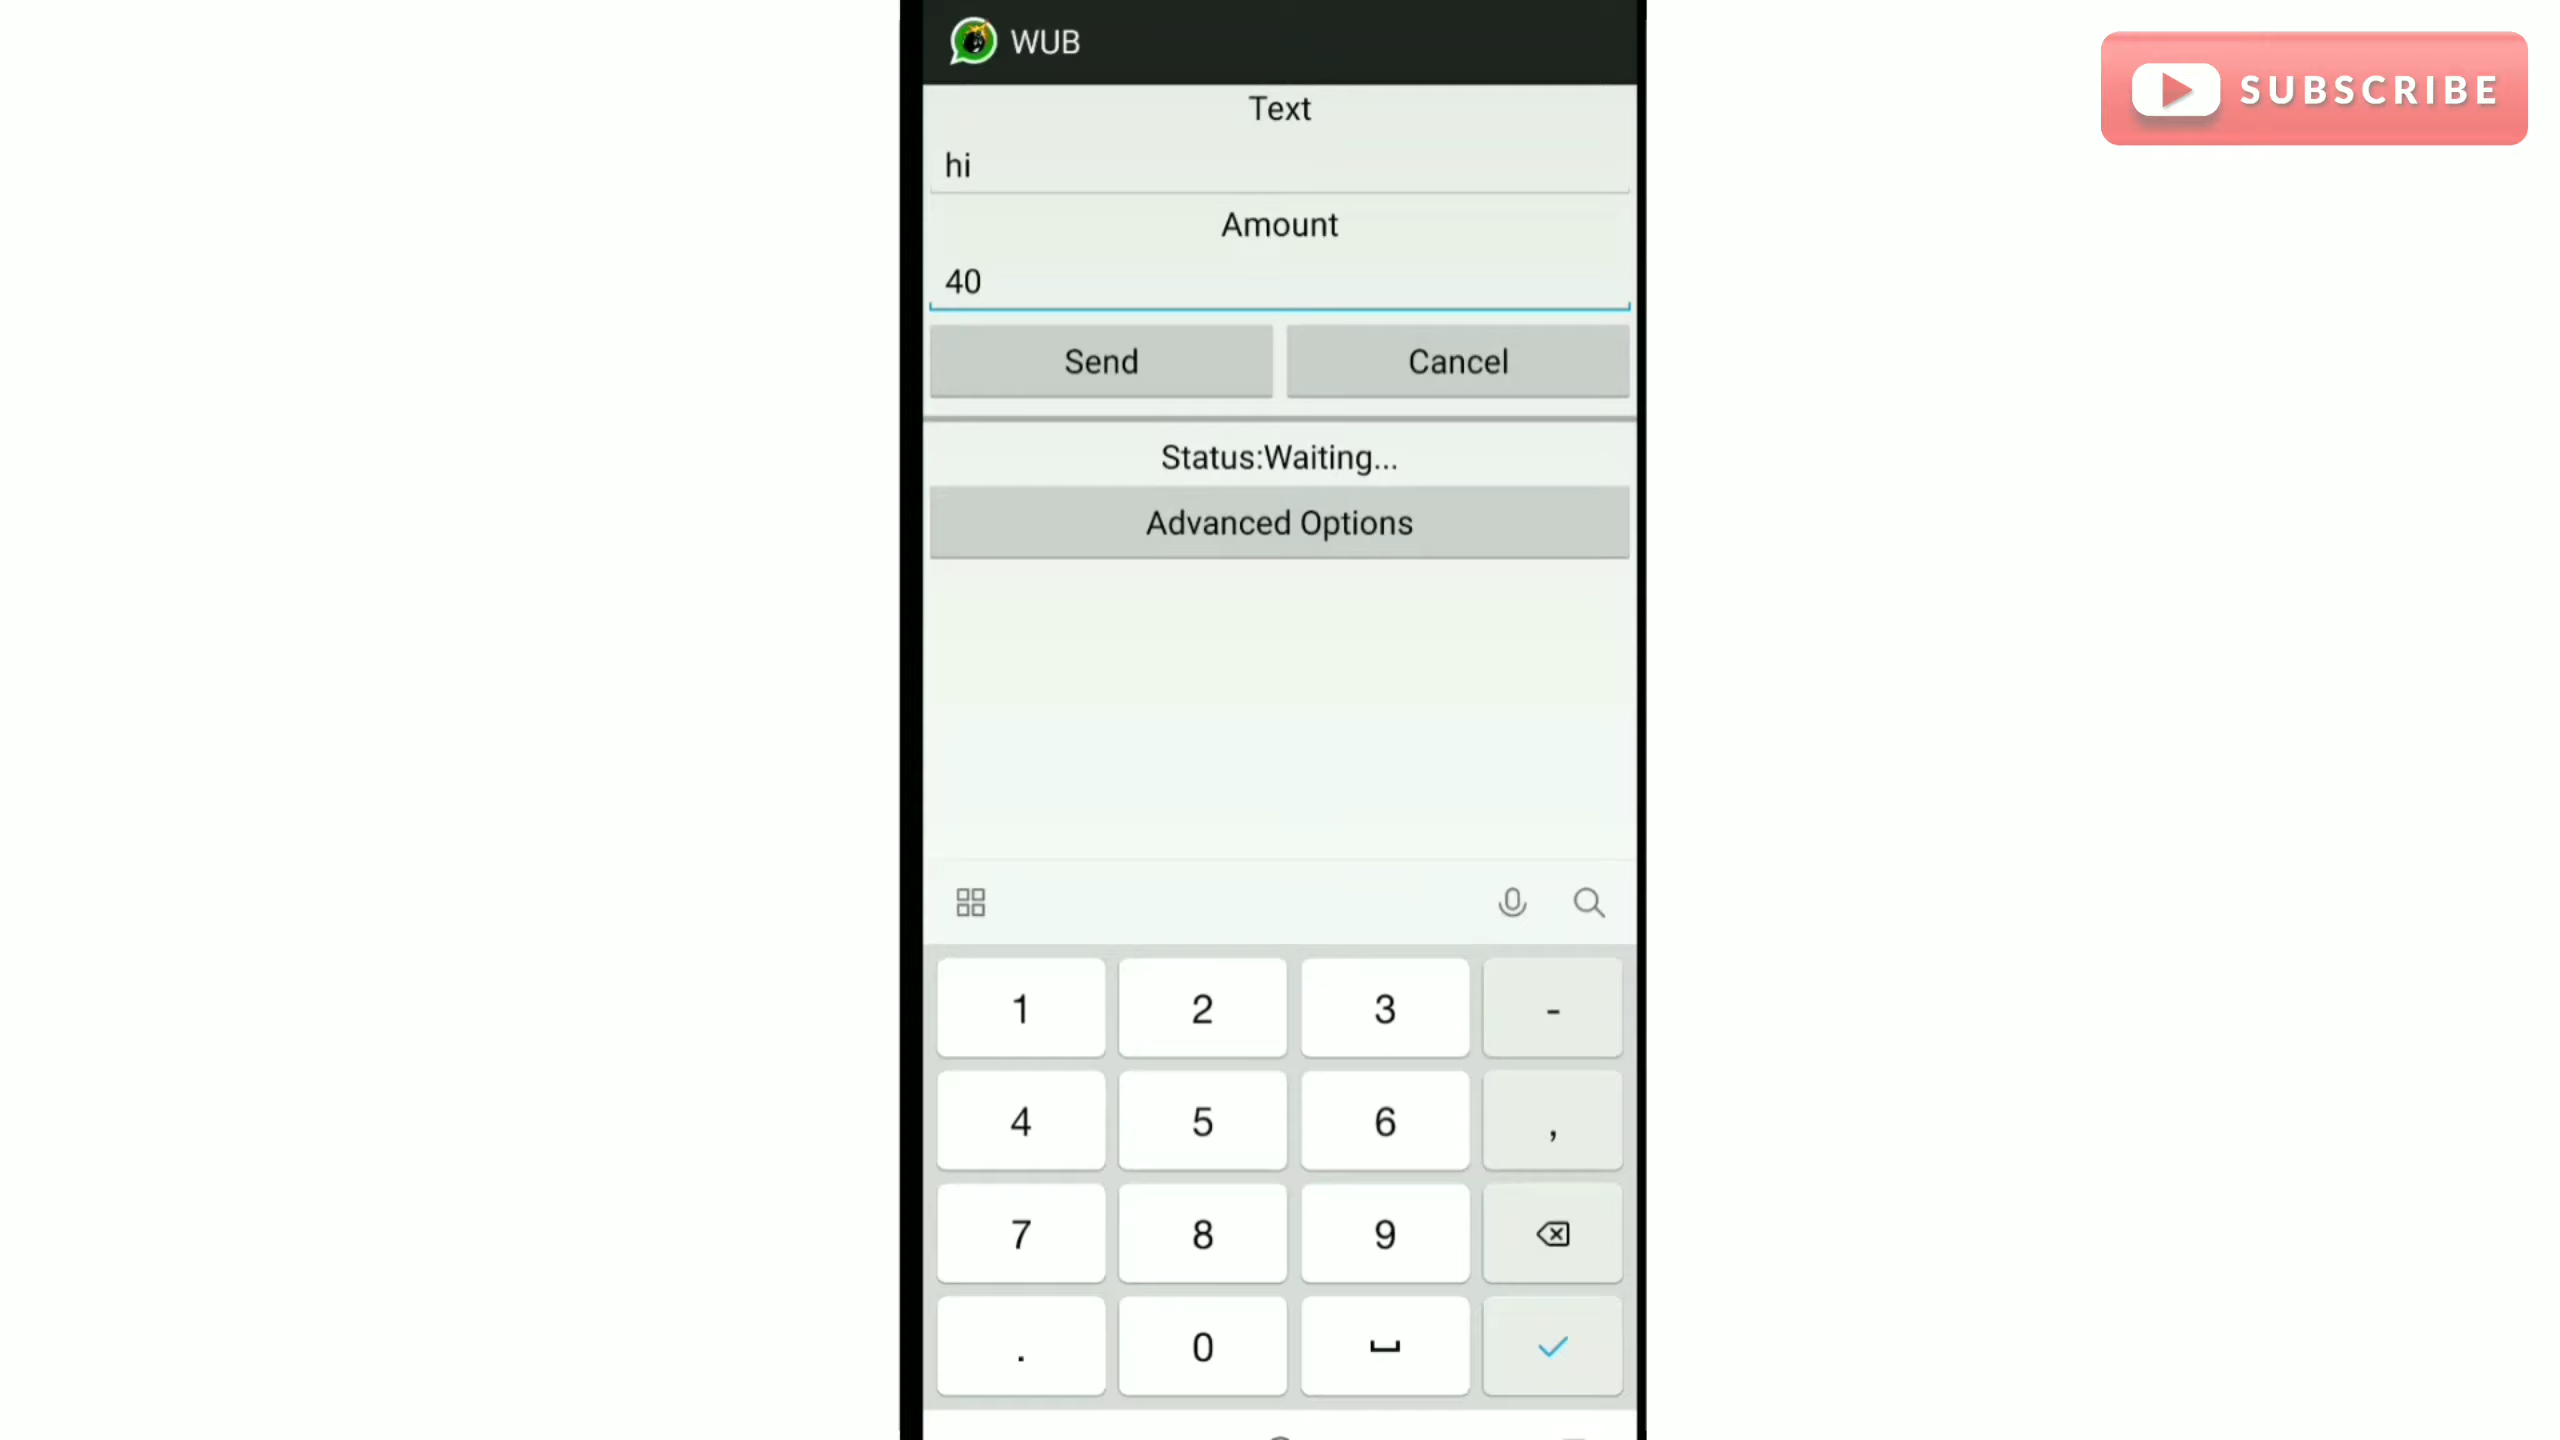 WUB
SUBSCRIBE
Text
hi
Amount
40
Send Cancel
Status:Waiting...
Advanced Options
1 2 3 -
4 5 6 ,
7 8 9
. 0